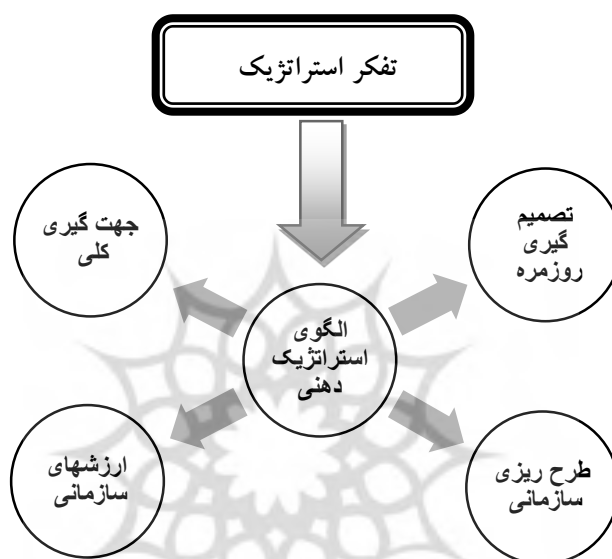 تفکر استراتژیک
تصمیم
گیری
روزمره
جهت گیری
کلی
الگوی
استراتژیک
دهنی
طرح ریزی
سازمانی
ارزشهای
سازمانی